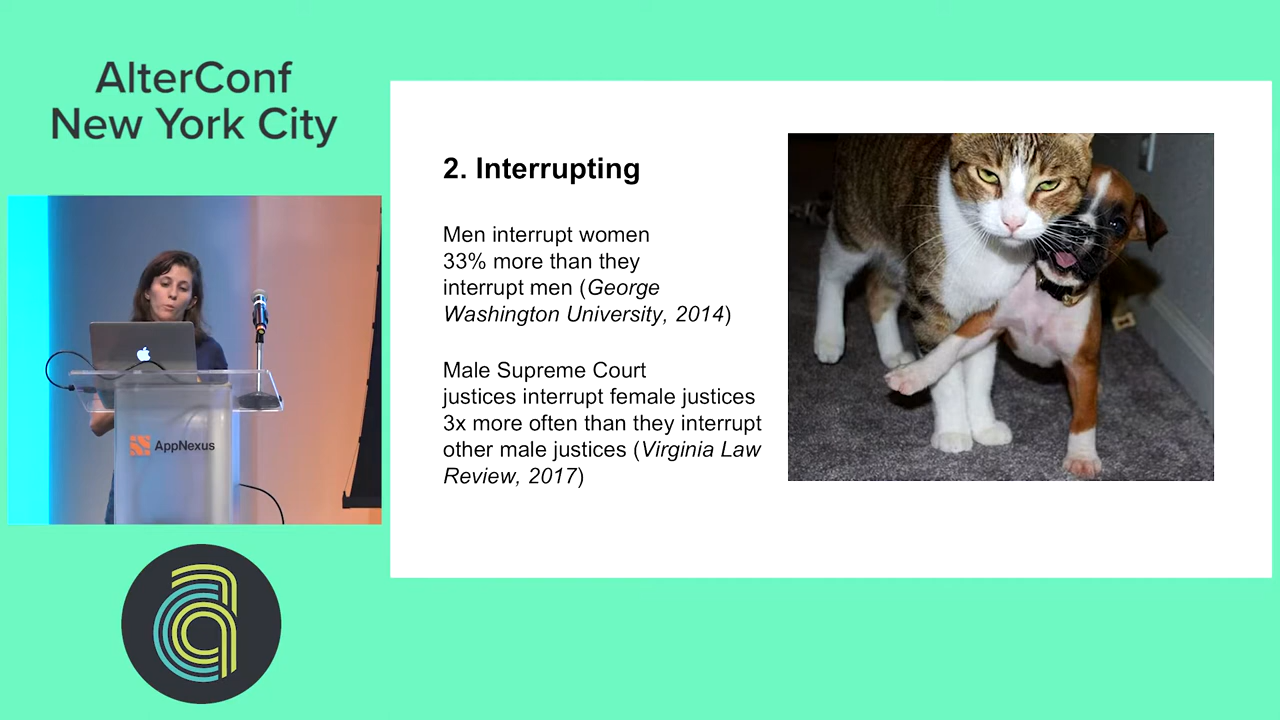 AlterConf
New York City
2. Interrupting
Men interrupt women
33% more than they
interrupt men (George
Washington University, 2014)
Male Supreme Court
justices interrupt female justices
3x more often than they interrupt
other male justices (Virginia Law
Review, 2017)
AppNexus